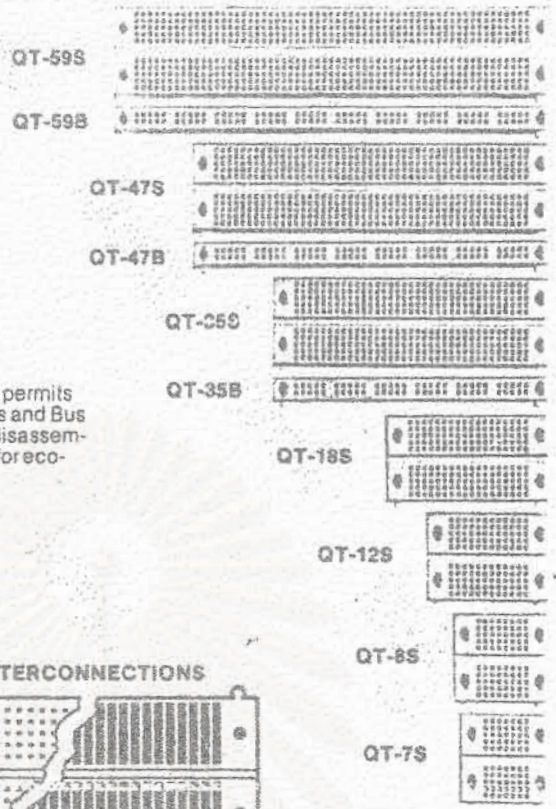 QT-59S
QT-59B
QT-47S
QT-47B
QT-35S
QT-35B
permits
s and Bus
disassem-
for eco-
QT-18S
QT-12S
QT-8S
TERCONNECTIONS
QT-7S